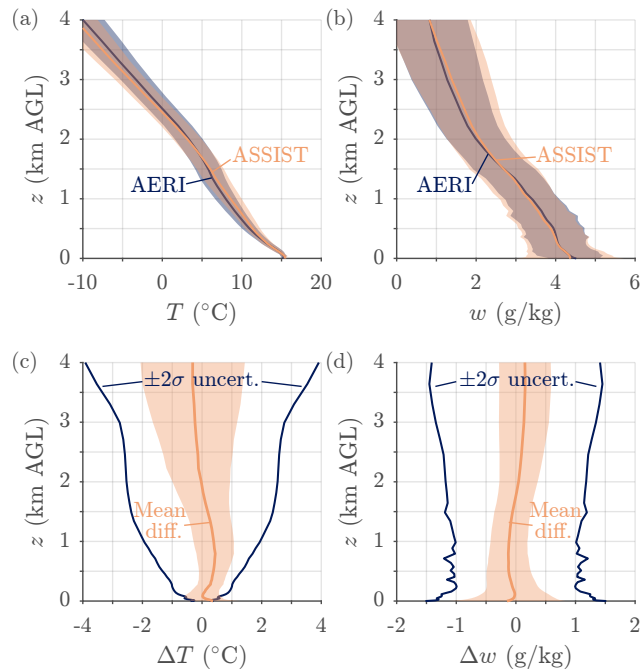 (a)
(b)
4
3
2
1
0
z (km AGL)
ASSIST
AERI
-10
0
10
20
T (°C)
4
3
2
1
0
z (km AGL)
ASSIST
AERI
0
2
4
6
w (g/kg)
(c)
(d)
4
3
2
1
0
z (km AGL)
±2σ uncert.
Mean
diff.
-4
-2
0
2
4
ΔT (°C)
4
3
2
1
0
z (km AGL)
±2σ uncert.
Mean
diff.
-2
-1
0
1
2
Δw (g/kg)